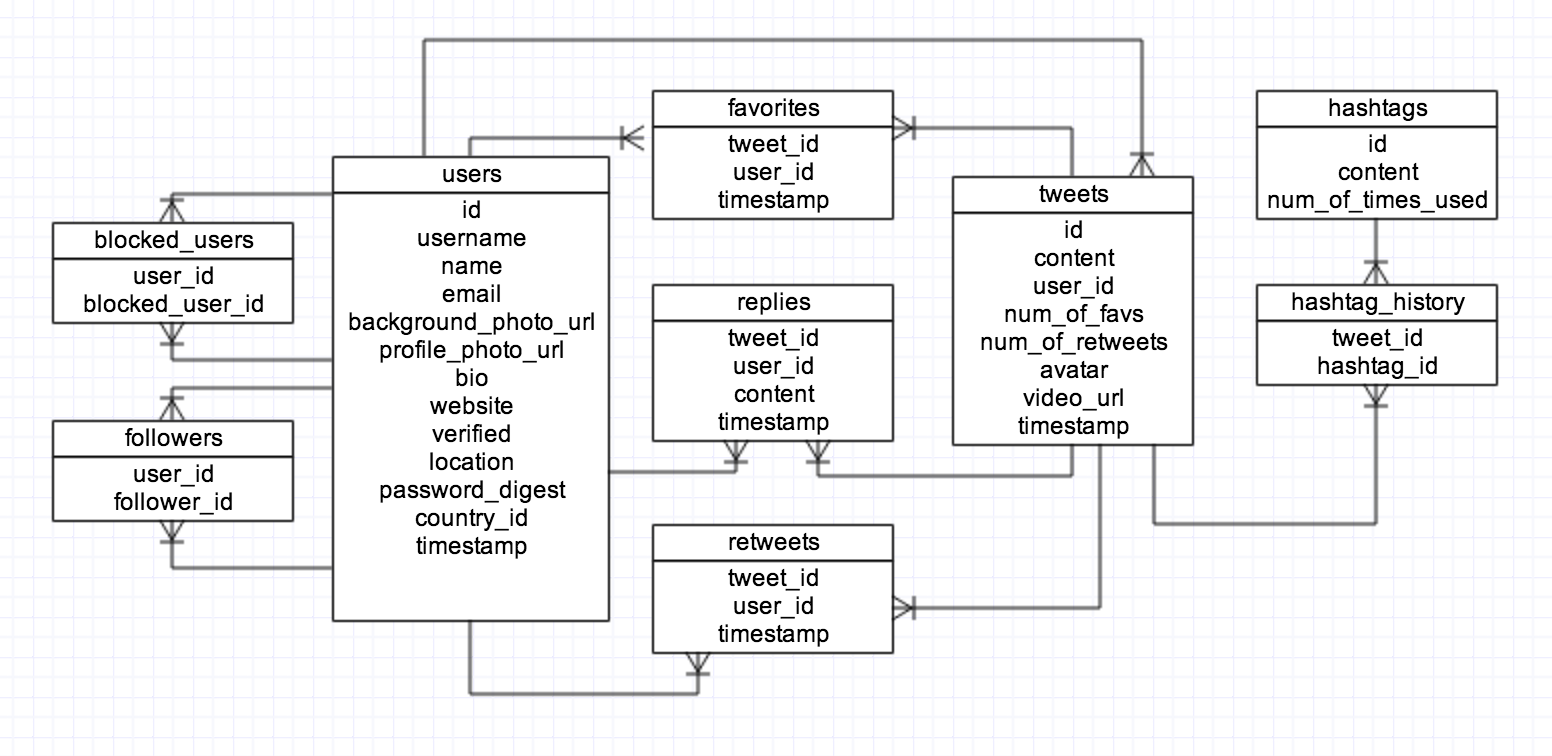 favorites
tweet_id
user_id
timestamp
hashtags
id
content
num_of_times_used
users
id
username
name
email
background_photo_url
profile_photo_url
bio
website
verified
location
password_digest
country_id
timestamp
tweets
id
content
user_id
num_of_favs
num_of_retweets
avatar
video_url
timestamp
blocked_users
user_id
blocked_user_id
replies
tweet_id
user_id
content
timestamp
hashtag_history
tweet_id
hashtag_id
followers
user_id
follower_id
retweets
tweet_id
user_id
timestamp